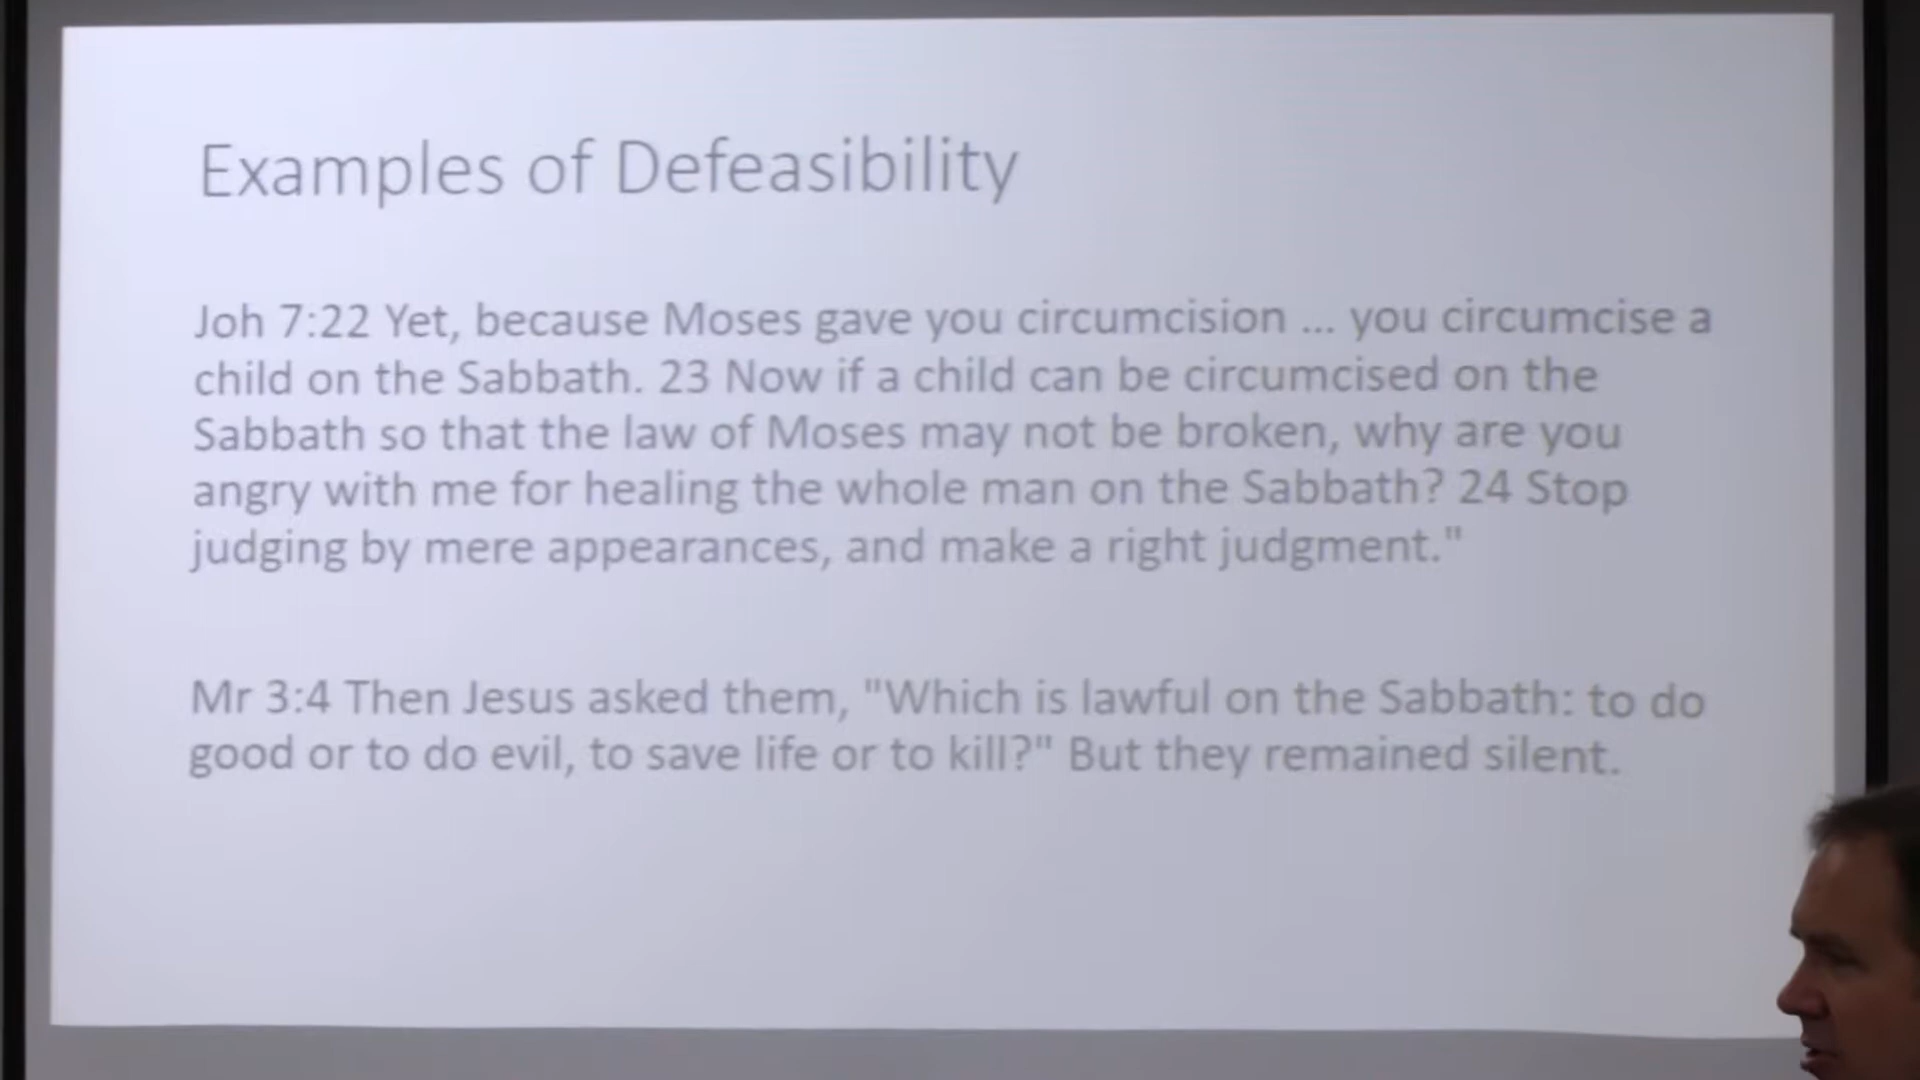 Examples of Defeasibility
Joh 7:22 Yet, because Moses gave you circumcision ... you circumcise a
child on the Sabbath. 23 Now if a child can be circumcised on the
Sabbath so that the law of Moses may not be broken, why are you
angry with me for healing the whole man on the Sabbath? 24 Stop
judging by mere appearances, and make a right judgment."
Mr 3:4 Then Jesus asked them, "Which is lawful on the Sabbath: to do
good or to do evil, to save life or to kill?" But they remained silent.